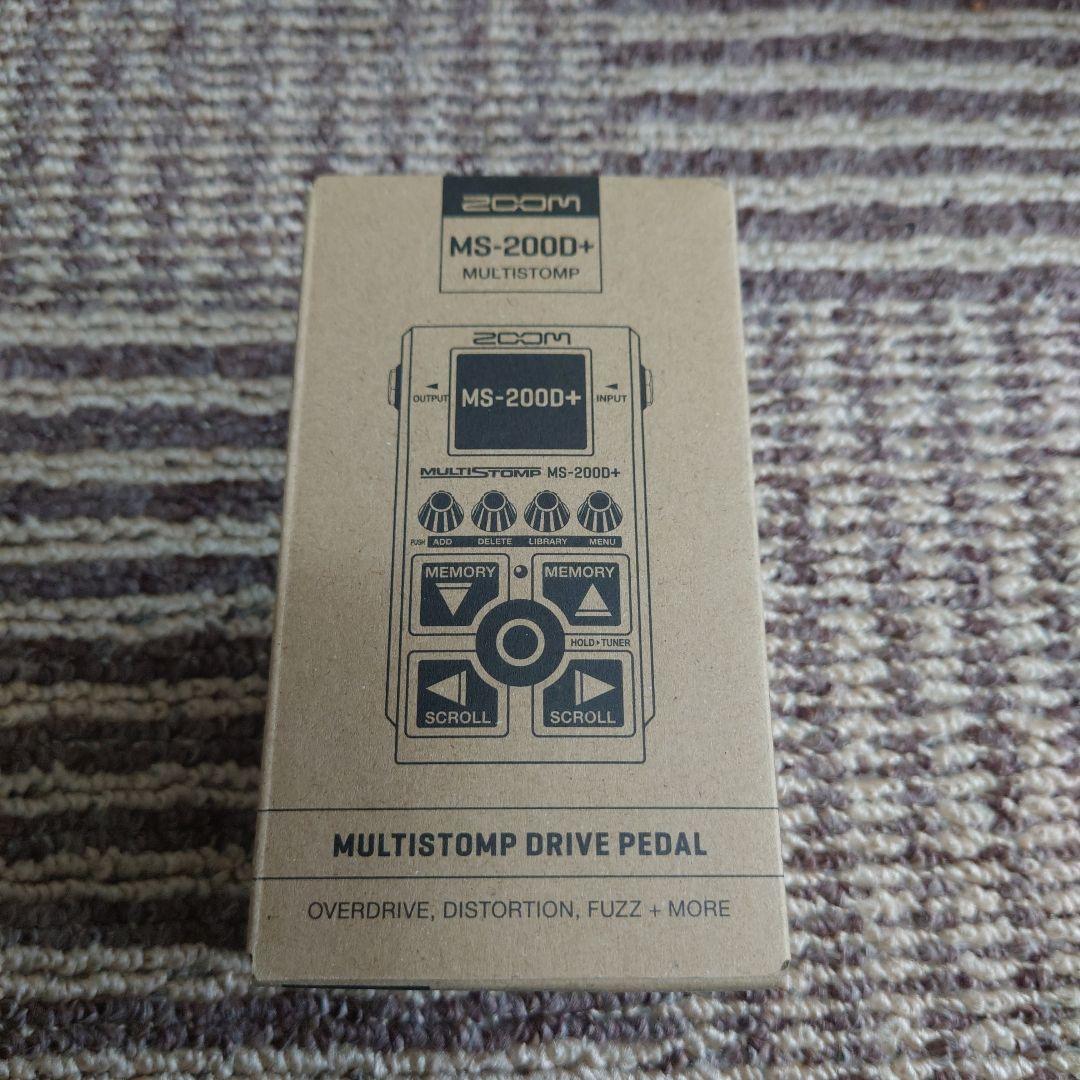 ZOOM
MS-200D+
MULTISTOMP
ZOOM
OUTPUT
MS-200D+
INPUT
MULTISTOMP MS-200D+
PUSH ADD DELETE LIBRARY MENU
MEMORY MEMORY
HOLD▸TUNER
SCROLL SCROLL
MULTISTOMP DRIVE PEDAL
OVERDRIVE, DISTORTION, FUZZ + MORE